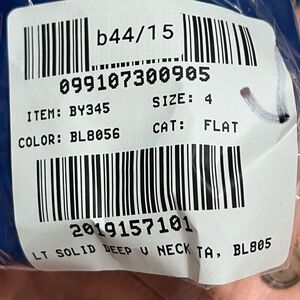 b44/15
099107300905
ITEM: BY345 SIZE: 4
COLOR: BL8056 CAT: FLAT
2019157101
LT SOLID DEEP V NECK TA, BL805